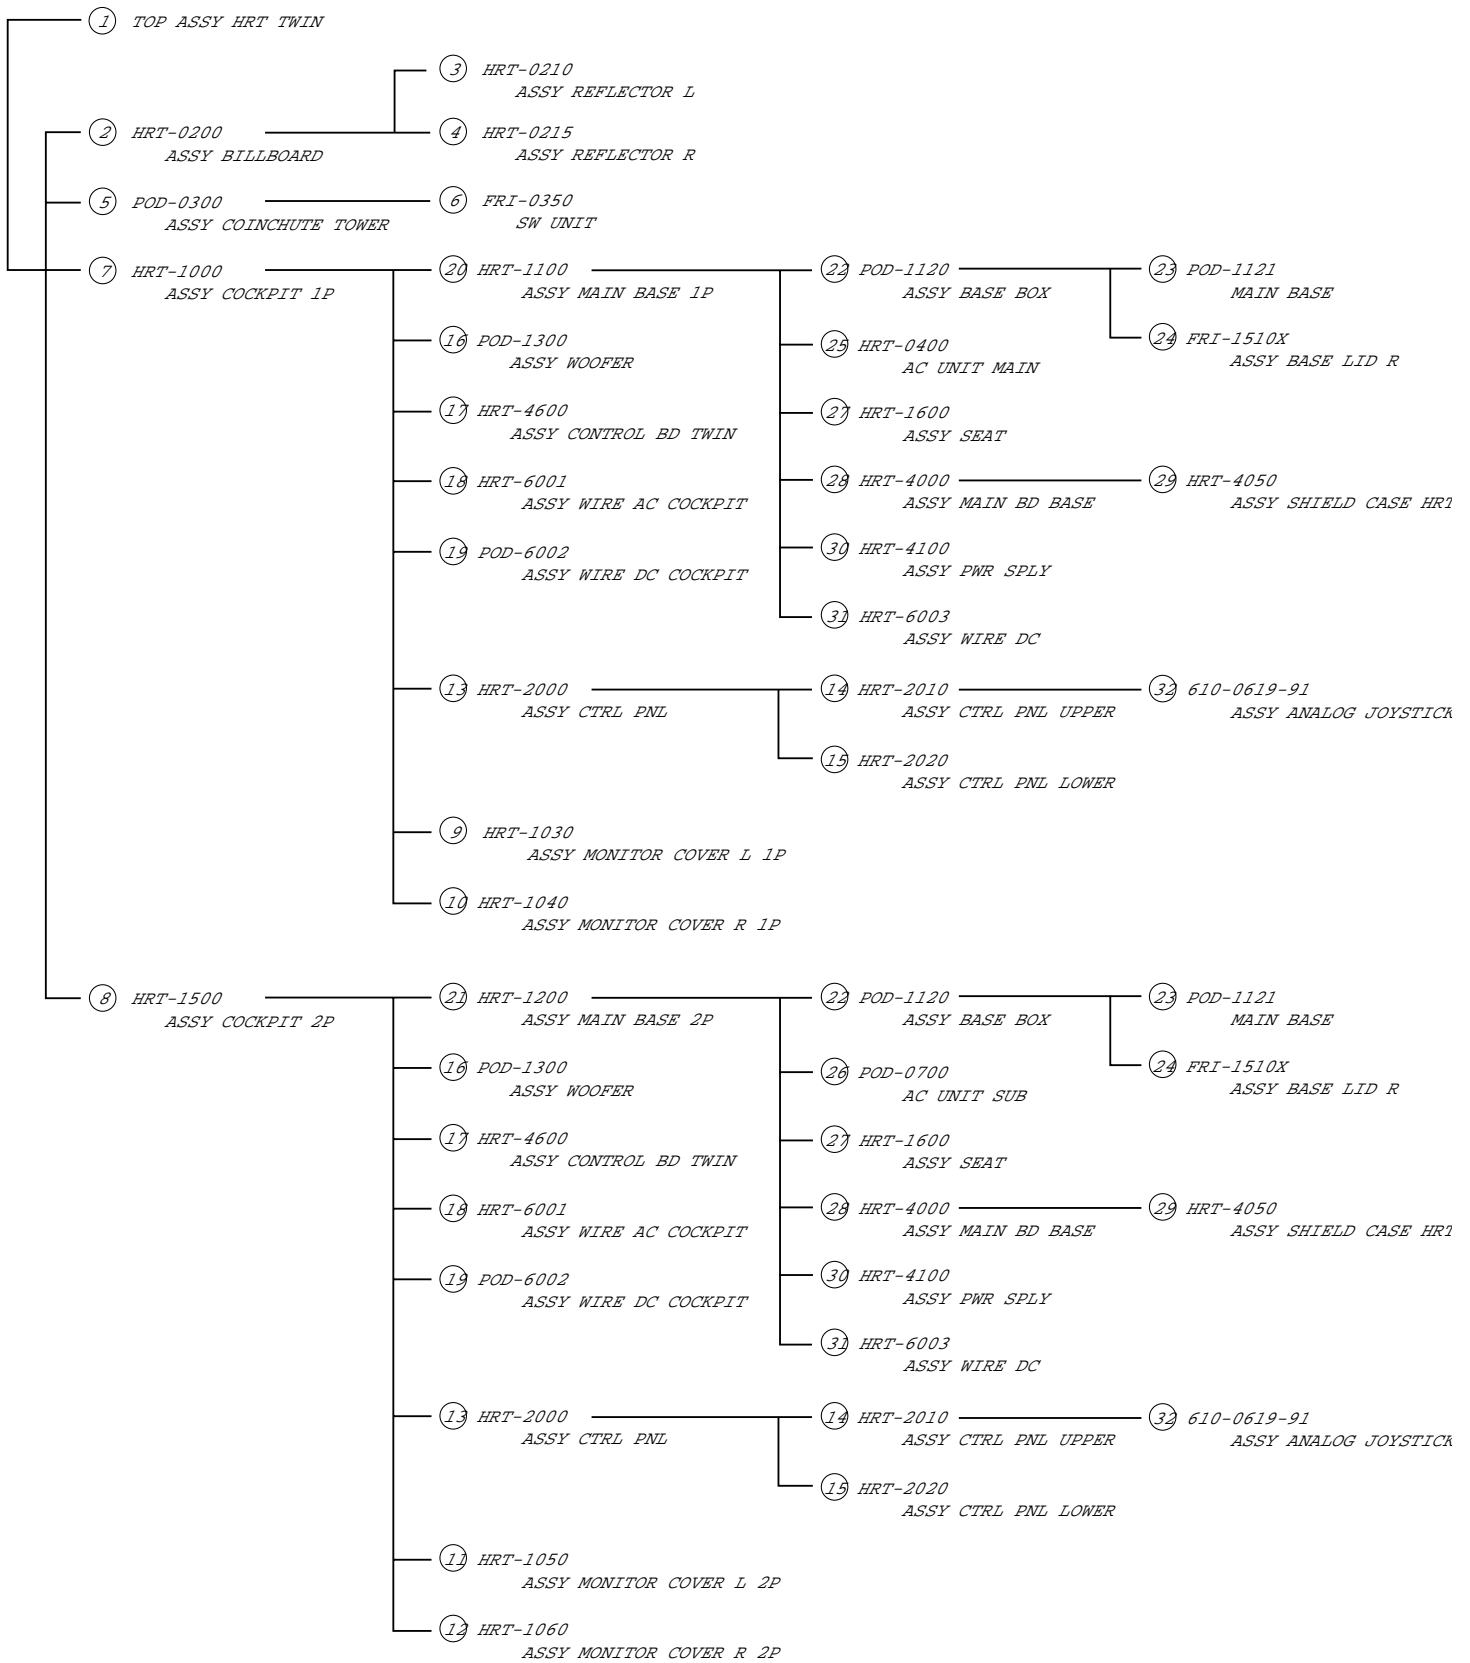 1 TOP ASSY HRT TWIN
3 HRT-0210
ASSY REFLECTOR L
2 HRT-0200
ASSY BILLBOARD
4 HRT-0215
ASSY REFLECTOR R
5 POD-0300
ASSY COINCHUTE TOWER
6 FRI-0350
SW UNIT
7 HRT-1000
ASSY COCKPIT 1P
20 HRT-1100
ASSY MAIN BASE 1P
22 POD-1120
ASSY BASE BOX
23 POD-1121
MAIN BASE
24 FRI-1510X
ASSY BASE LID R
16 POD-1300
ASSY WOOFER
25 HRT-0400
AC UNIT MAIN
17 HRT-4600
ASSY CONTROL BD TWIN
27 HRT-1600
ASSY SEAT
18 HRT-6001
ASSY WIRE AC COCKPIT
28 HRT-4000
ASSY MAIN BD BASE
29 HRT-4050
ASSY SHIELD CASE HRT
19 POD-6002
ASSY WIRE DC COCKPIT
30 HRT-4100
ASSY PWR SPLY
31 HRT-6003
ASSY WIRE DC
13 HRT-2000
ASSY CTRL PNL
14 HRT-2010
ASSY CTRL PNL UPPER
32 610-0619-91
ASSY ANALOG JOYSTICK
15 HRT-2020
ASSY CTRL PNL LOWER
9 HRT-1030
ASSY MONITOR COVER L 1P
10 HRT-1040
ASSY MONITOR COVER R 1P
8 HRT-1500
ASSY COCKPIT 2P
21 HRT-1200
ASSY MAIN BASE 2P
22 POD-1120
ASSY BASE BOX
23 POD-1121
MAIN BASE
24 FRI-1510X
ASSY BASE LID R
16 POD-1300
ASSY WOOFER
26 POD-0700
AC UNIT SUB
17 HRT-4600
ASSY CONTROL BD TWIN
27 HRT-1600
ASSY SEAT
18 HRT-6001
ASSY WIRE AC COCKPIT
28 HRT-4000
ASSY MAIN BD BASE
29 HRT-4050
ASSY SHIELD CASE HRT
19 POD-6002
ASSY WIRE DC COCKPIT
30 HRT-4100
ASSY PWR SPLY
31 HRT-6003
ASSY WIRE DC
13 HRT-2000
ASSY CTRL PNL
14 HRT-2010
ASSY CTRL PNL UPPER
32 610-0619-91
ASSY ANALOG JOYSTICK
15 HRT-2020
ASSY CTRL PNL LOWER
11 HRT-1050
ASSY MONITOR COVER L 2P
12 HRT-1060
ASSY MONITOR COVER R 2P